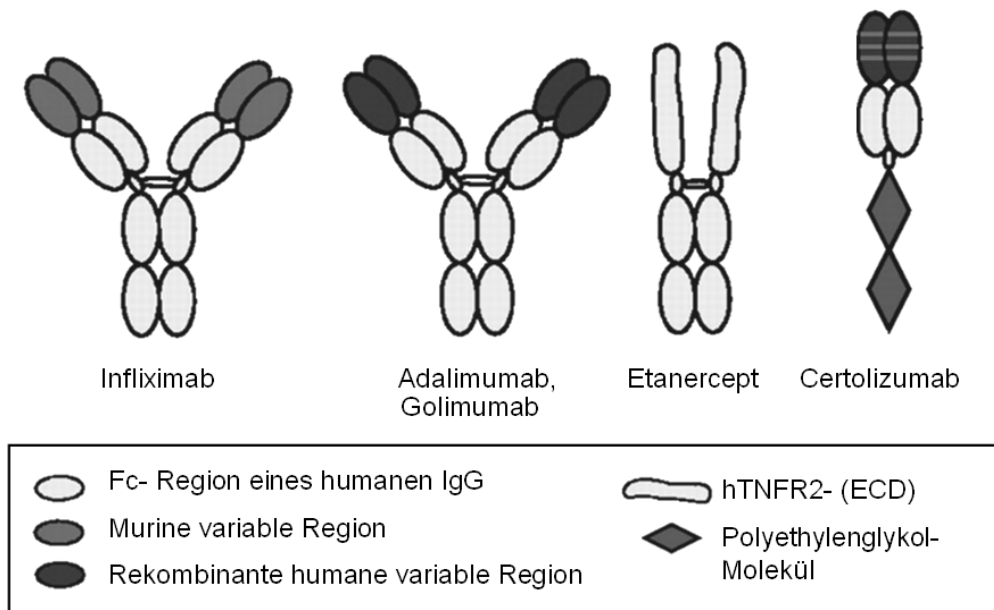 Infliximab
Adalimumab,
Golimumab
Etanercept
Certolizumab
Fc- Region eines humanen IgG
Murine variable Region
Rekombinante humane variable Region
hTNFR2- (ECD)
Polyethylenglykol-
Molekül